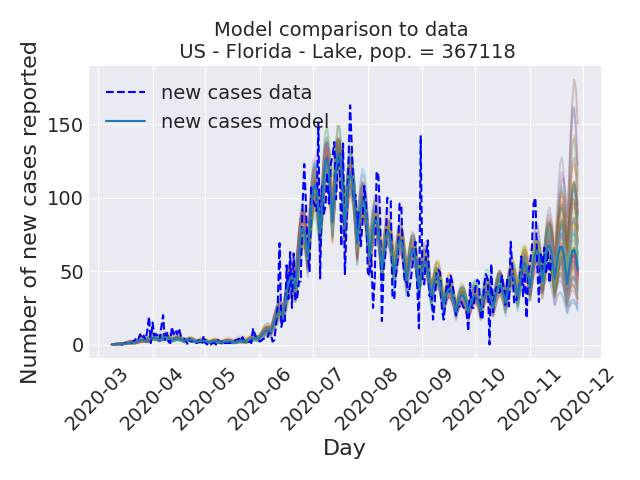 Model comparison to data
US - Florida - Lake, pop. = 367118
new cases data
new cases model
Number of new cases reported
150
100
50
0
2020-03
2020-04
2020-05
2020-06
2020-07
2020-08
2020-09
2020-10
2020-11
2020-12
Day